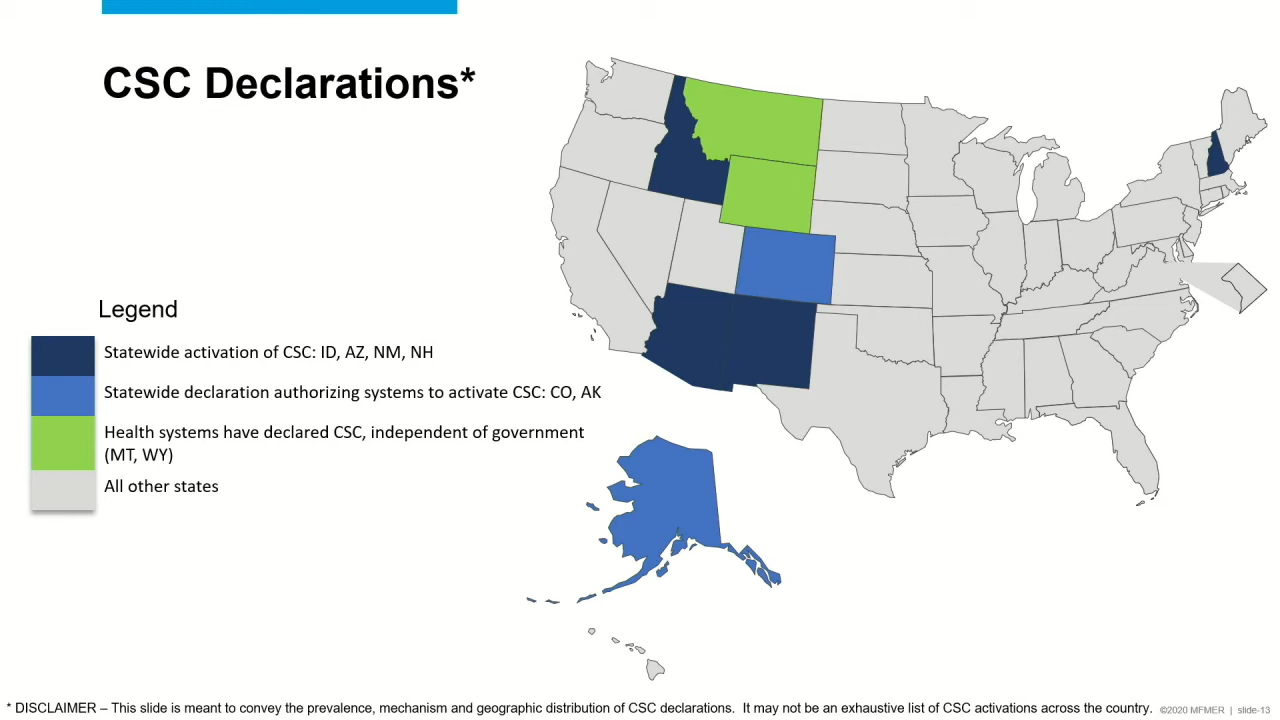 CSC Declarations*
Legend
Statewide activation of CSC: ID, AZ, NM, NH
Statewide declaration authorizing systems to activate CSC: CO, AK
Health systems have declared CSC, independent of government
(MT, WY)
All other states
* DISCLAIMER – This slide is meant to convey the prevalence, mechanism and geographic distribution of CSC declarations.  It may not be an exhaustive list of CSC activations across the country.
©2020 MFMER | slide-13